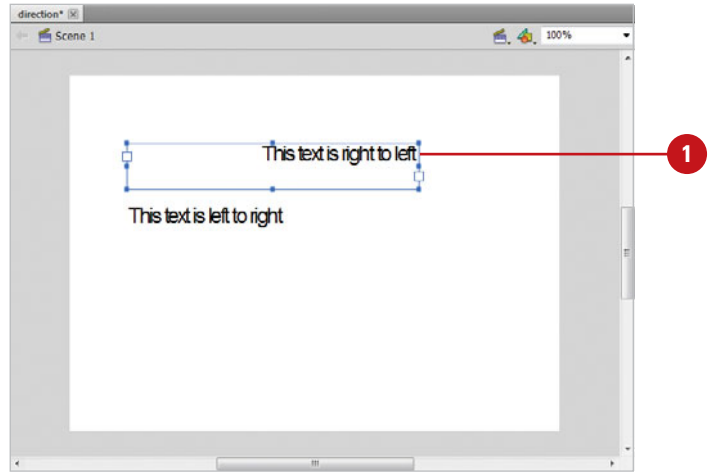 direction*
Scene 1
100%
This text is right to left
1
This text is left to right